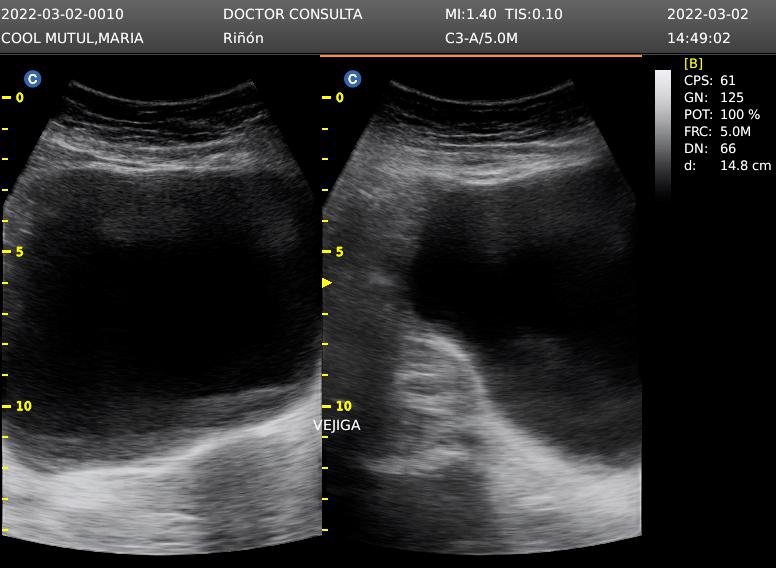 2022-03-02-0010 DOCTOR CONSULTA MI:1.40 TIS:0.10 2022-03-02
COOL MUTUL,MARIA Riñón C3-A/5.0M 14:49:02
C C
[B]
CPS: 61
GN: 125
POT: 100 %
FRC: 5.0M
DN: 66
d: 14.8 cm
0 0
5 5
10 10
VEJIGA